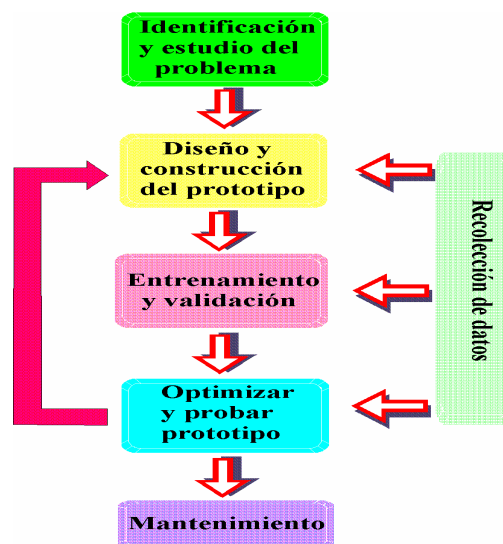 Identificación
y estudio del
problema
Diseño y
construcción
del prototipo
Entrenamiento
y validación
Optimizar
y probar
prototipo
Mantenimiento
Recolección de datos